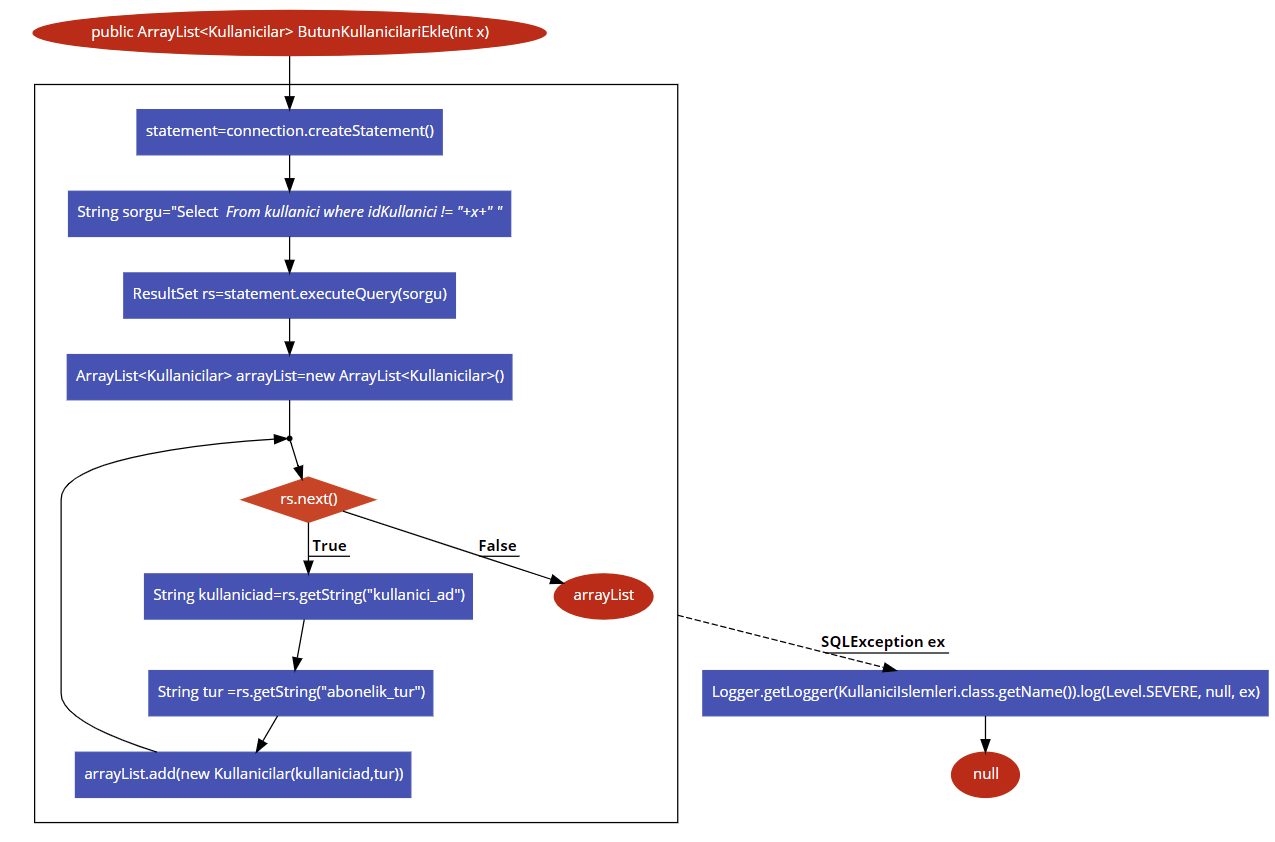 public ArrayList<Kullanicilar> ButunKullanicilariEkle(int x)
statement=connection.createStatement()
String sorgu="Select From kullanici where idKullanici != "+x+" "
ResultSet rs=statement.executeQuery(sorgu)
ArrayList<Kullanicilar> arrayList=new ArrayList<Kullanicilar>()
rs.next()
True
False
String kullaniciad=rs.getString("kullanici_ad")
arrayList
SQLException ex
String tur =rs.getString("abonelik_tur")
Logger.getLogger(KullaniciIslemleri.class.getName()).log(Level.SEVERE, null, ex)
arrayList.add(new Kullanicilar(kullaniciad,tur))
null